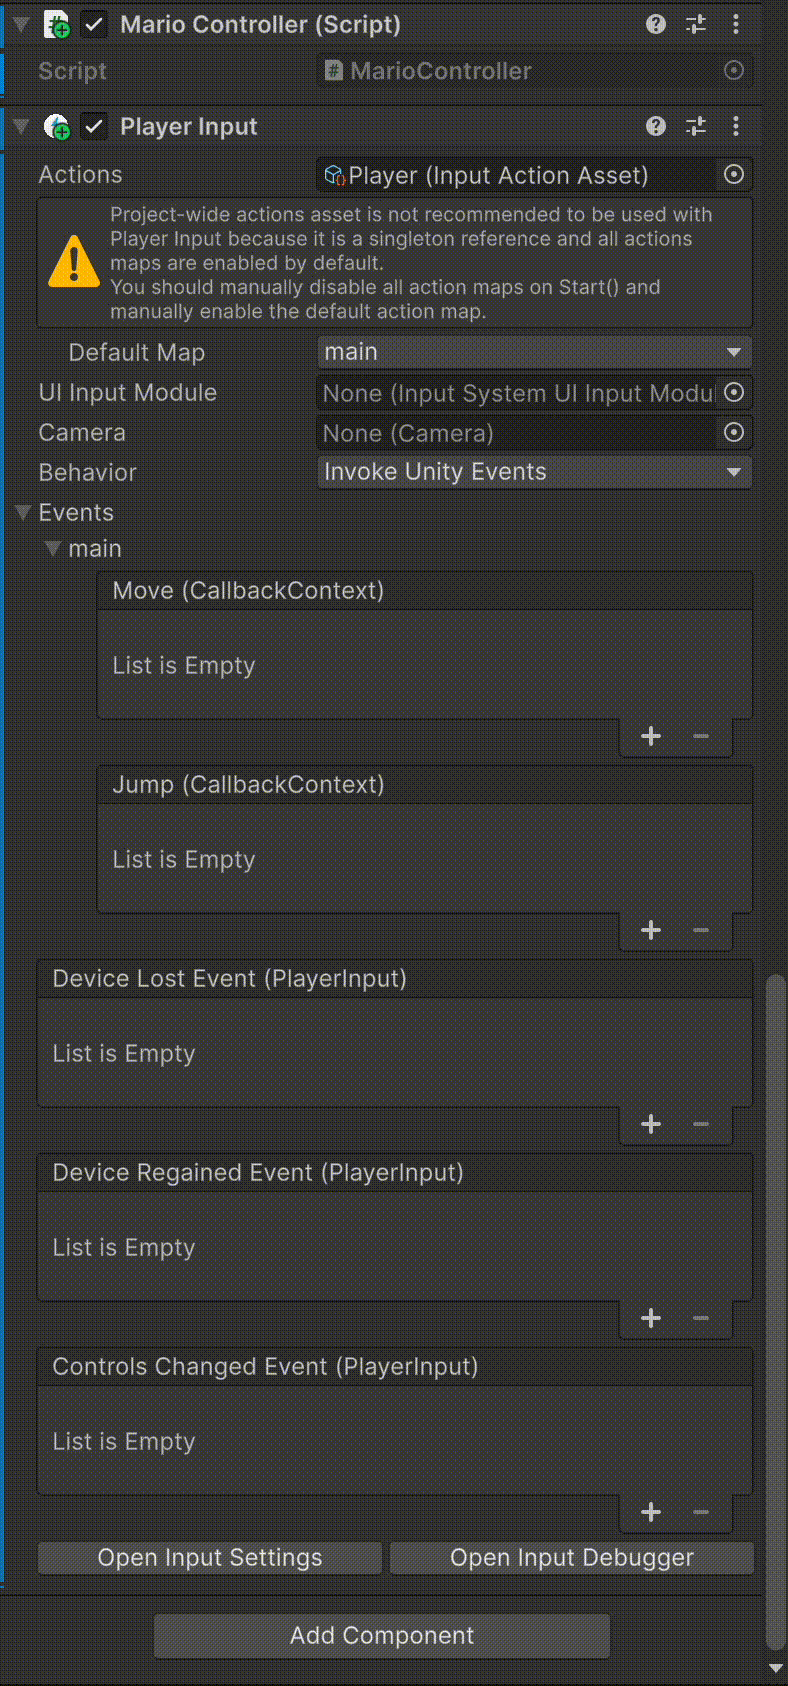 Mario Controller (Script)
Script
# MarioController
Player Input
Actions
Player (Input Action Asset)
Project-wide actions asset is not recommended to be used with
Player Input because it is a singleton reference and all actions
maps are enabled by default.
You should manually disable all action maps on Start() and
manually enable the default action map.
Default Map
main
UI Input Module
None (Input System UI Input Modu
Camera
None (Camera)
Behavior
Invoke Unity Events
Events
main
Move (CallbackContext)
List is Empty
+ −
Jump (CallbackContext)
List is Empty
+ −
Device Lost Event (PlayerInput)
List is Empty
+ −
Device Regained Event (PlayerInput)
List is Empty
+ −
Controls Changed Event (PlayerInput)
List is Empty
+ −
Open Input Settings
Open Input Debugger
Add Component